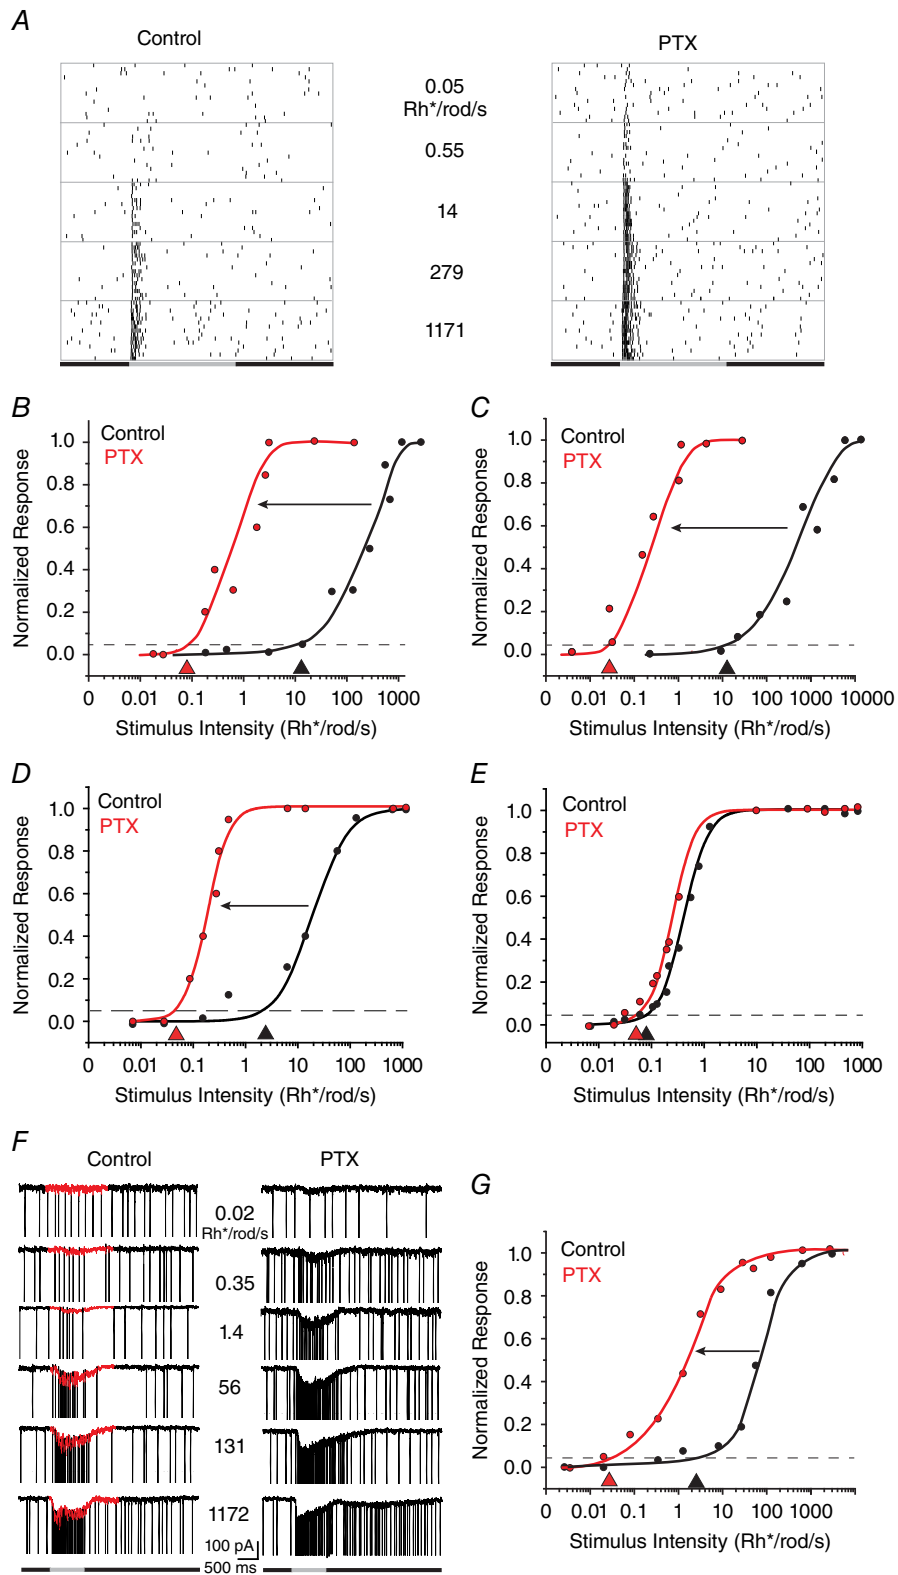 A
Control
PTX
0.05
Rh*/rod/s
0.55
14
279
1171
B
Control
PTX
Normalized Response
1.0
0.8
0.6
0.4
0.2
0.0
0 0.01 0.1 1 10 100 1000
Stimulus Intensity (Rh*/rod/s)
C
Control
PTX
Normalized Response
1.0
0.8
0.6
0.4
0.2
0.0
0 0.01 0.1 1 10 100 1000 10000
Stimulus Intensity (Rh*/rod/s)
D
Control
PTX
Normalized Response
1.0
0.8
0.6
0.4
0.2
0.0
0 0.01 0.1 1 10 100 1000
Stimulus Intensity (Rh*/rod/s)
E
Control
PTX
Normalized Response
1.0
0.8
0.6
0.4
0.2
0.0
0 0.01 0.1 1 10 100 1000
Stimulus Intensity (Rh*/rod/s)
F
Control
PTX
0.02
Rh*/rod/s
0.35
1.4
56
131
1172
100 pA
500 ms
G
Control
PTX
Normalized Response
1.0
0.8
0.6
0.4
0.2
0.0
0 0.01 0.1 1 10 100 1000
Stimulus Intensity (Rh*/rod/s)